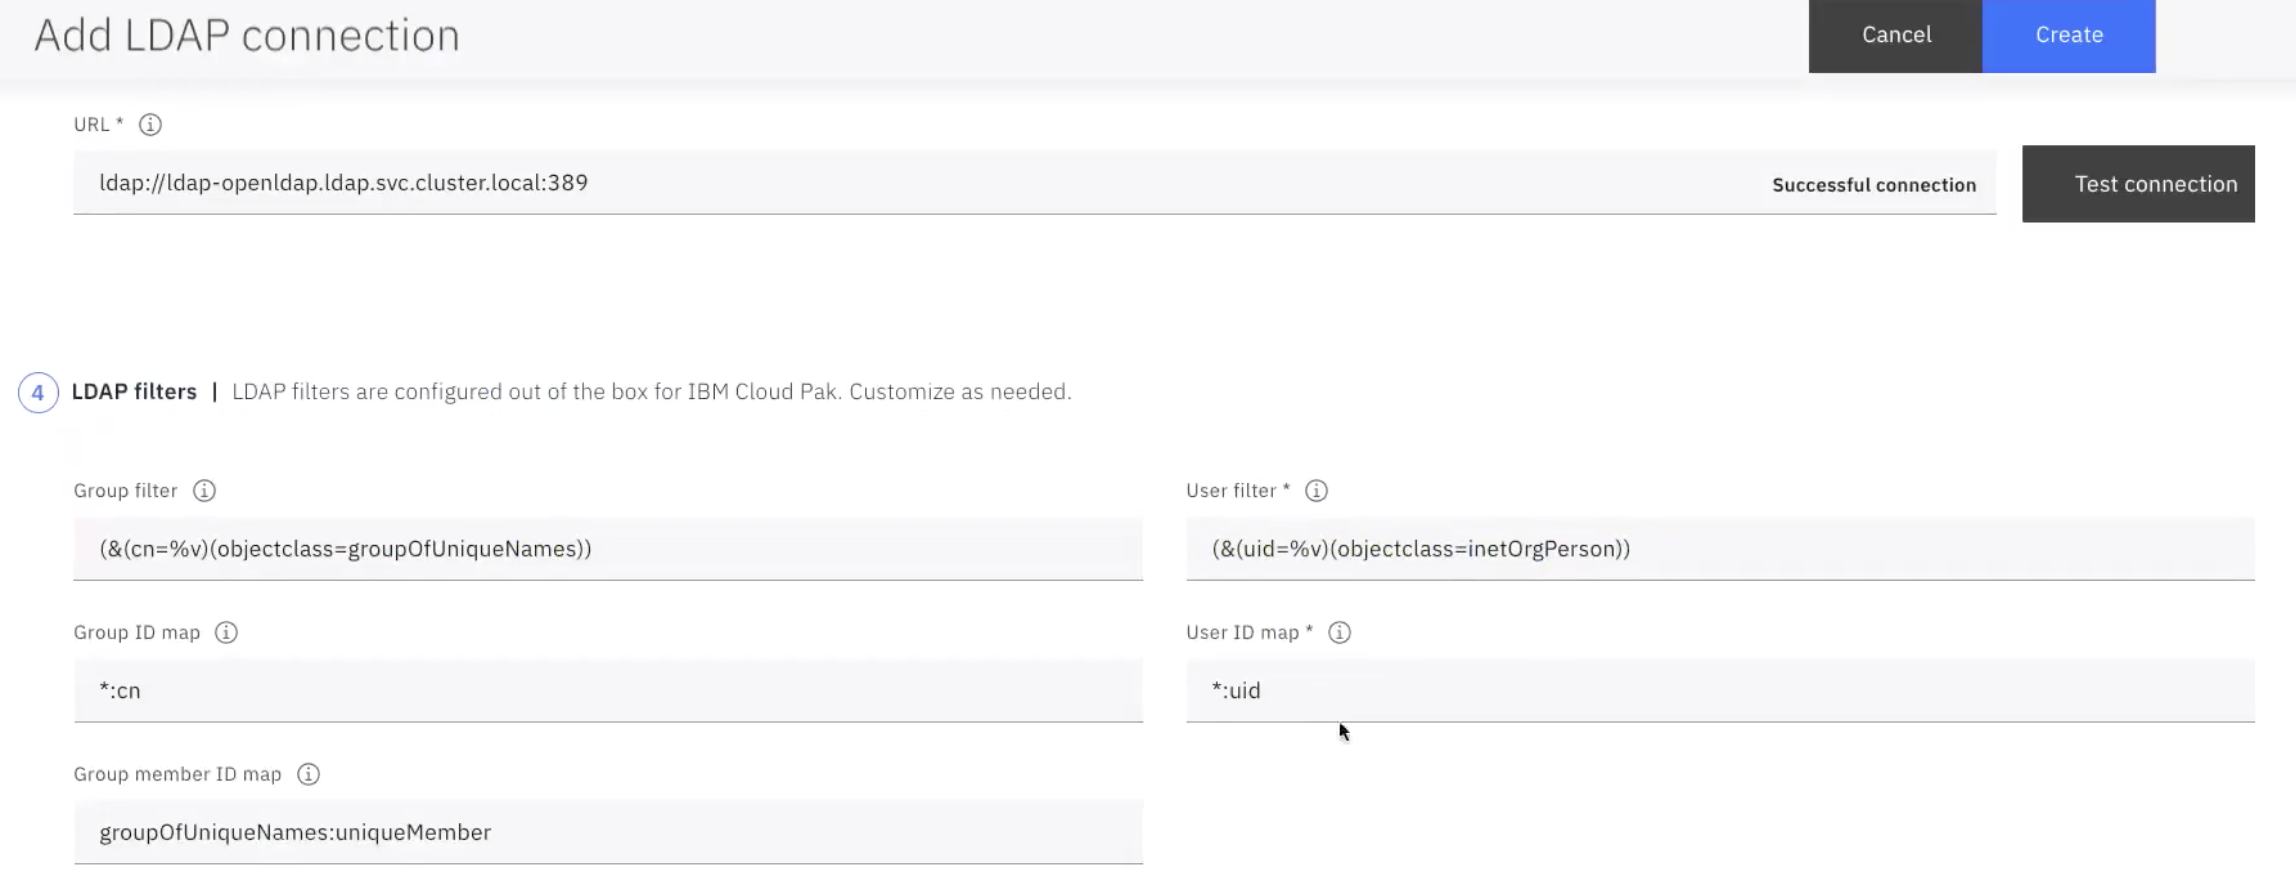 Add LDAP connection
Cancel
Create
URL *
ldap://ldap-openldap.ldap.svc.cluster.local:389
Successful connection
Test connection
4 LDAP filters | LDAP filters are configured out of the box for IBM Cloud Pak. Customize as needed.
Group filter
User filter *
(&(cn=%v)(objectclass=groupOfUniqueNames))
(&(uid=%v)(objectclass=inetOrgPerson))
Group ID map
User ID map *
*:cn
*:uid
Group member ID map
groupOfUniqueNames:uniqueMember